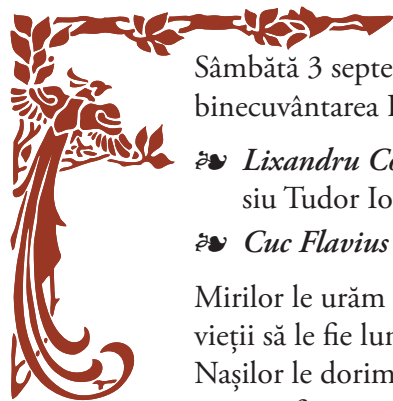 Sâmbătă 3 septe
binecuvântarea
❧ Lixandru
siu Tudor Io
❧ Cuc Flavius
Mirilor le urăm
vieții să le fie lun
Nașilor le dorim